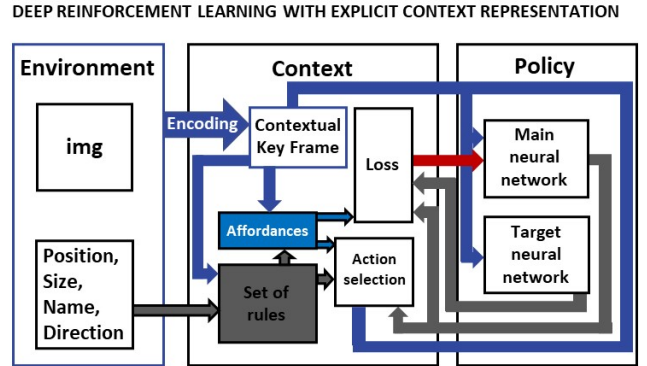 DEEP REINFORCEMENT LEARNING WITH EXPLICIT CONTEXT REPRESENTATION
Environment
Context
Policy
img
Encoding
Contextual
Key Frame
Loss
Main
neural
network
Affordances
Target
neural
network
Position,
Size,
Name,
Direction
Set of
rules
Action
selection